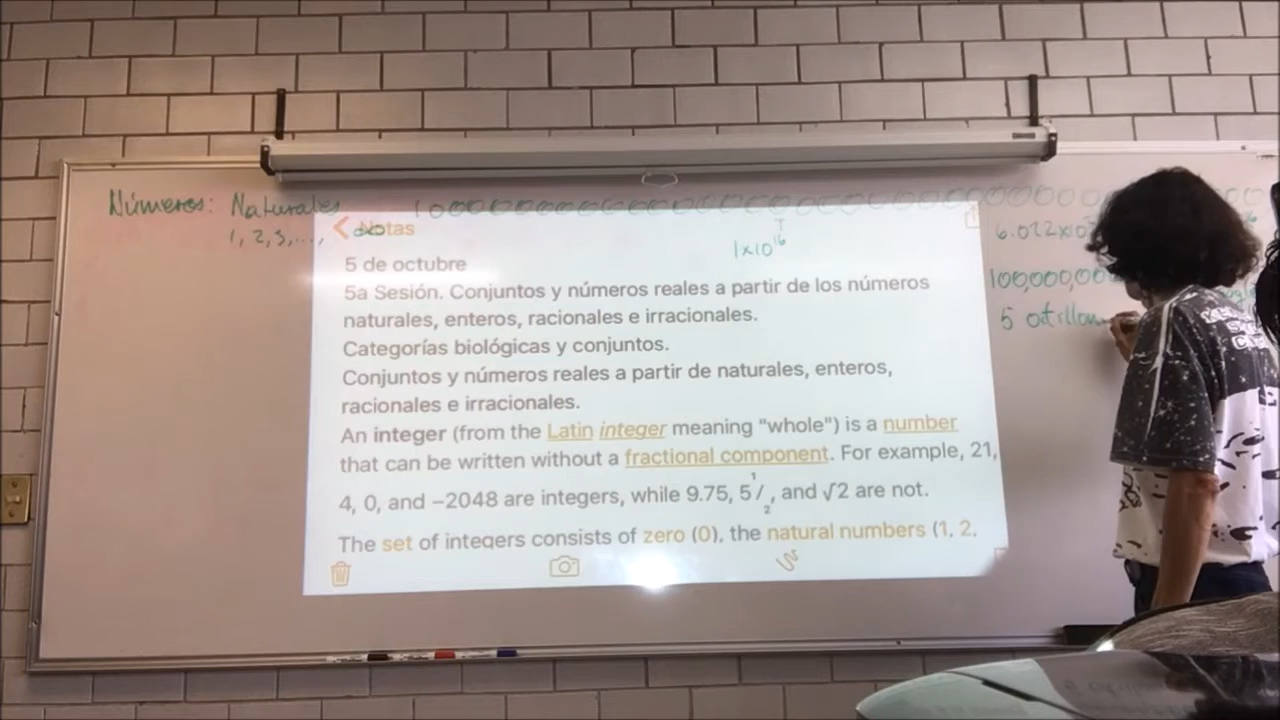 Números: Naturales
1, 2, 3, ..., ∞
1×10¹⁶
6.022×10
100,000,00
5 octillon
Notas
5 de octubre
5a Sesión. Conjuntos y números reales a partir de los números
naturales, enteros, racionales e irracionales.
Categorías biológicas y conjuntos.
Conjuntos y números reales a partir de naturales, enteros,
racionales e irracionales.
An integer (from the Latin integer meaning "whole") is a number
that can be written without a fractional component. For example, 21,
4, 0, and −2048 are integers, while 9.75, 5 1/2, and √2 are not.
The set of integers consists of zero (0), the natural numbers (1, 2,